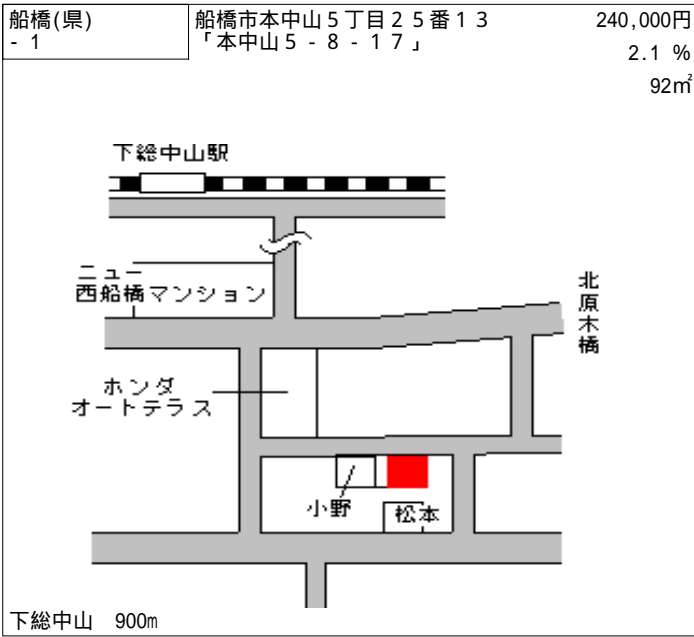 船橋(県)
- 1
船橋市本中山５丁目２５番１３
「本中山５－８－１７」
240,000円
2.1 %
92㎡
下総中山駅
ニュー
西船橋マンション
北原木橋
ホンダ
オートテラス
小野
松本
下総中山　900m